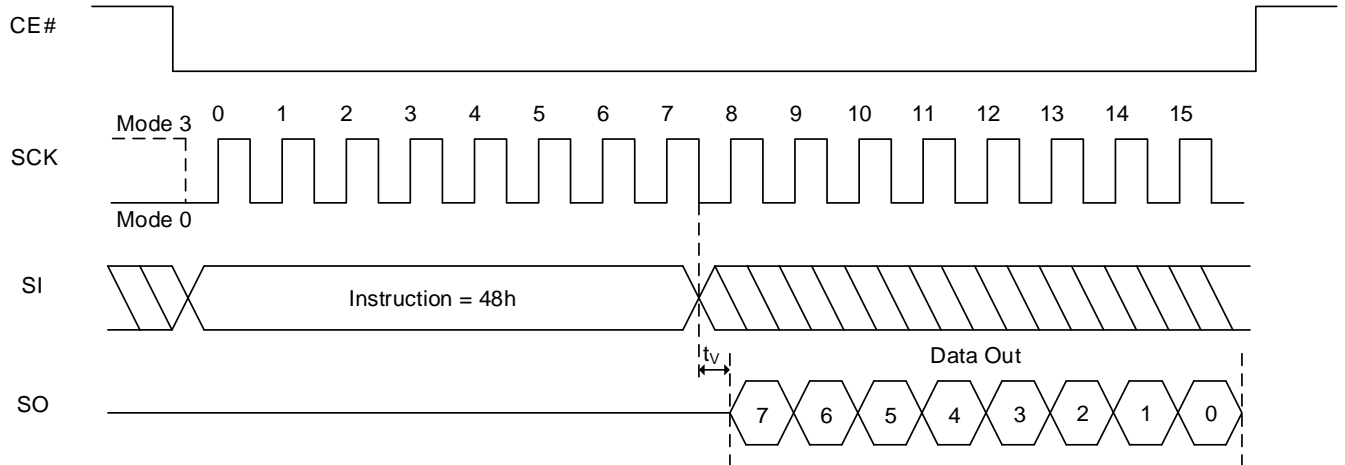 CE#
Mode 3
0 1 2 3 4 5 6 7 8 9 10 11 12 13 14 15
SCK
Mode 0
SI
Instruction = 48h
tV
Data Out
SO
7 6 5 4 3 2 1 0